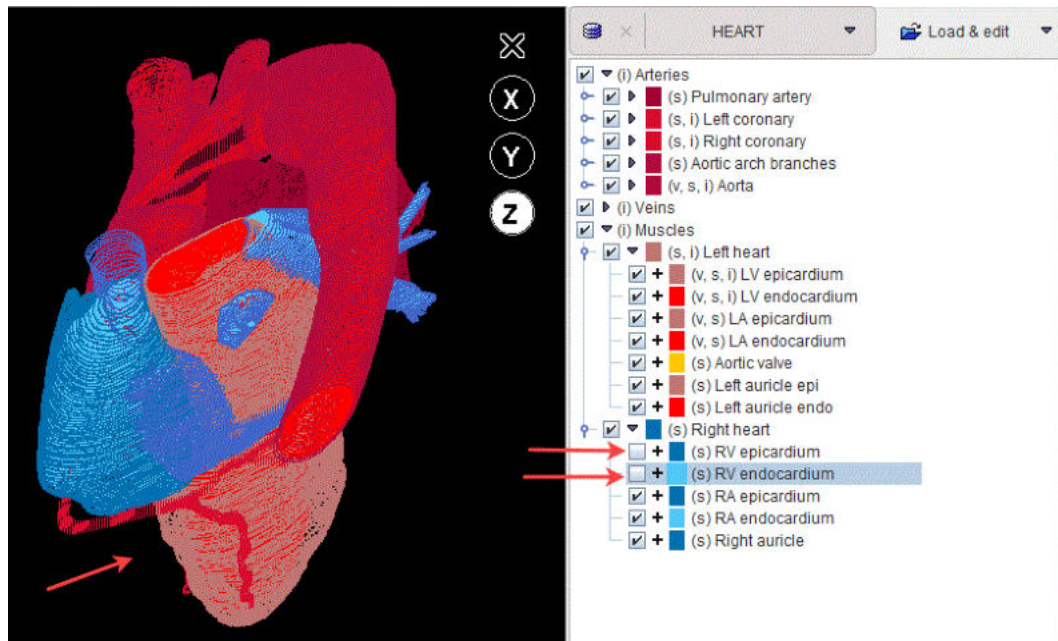 X
Y
Z
HEART
Load & edit
(i) Arteries
(s) Pulmonary artery
(s, i) Left coronary
(s, i) Right coronary
(s) Aortic arch branches
(v, s, i) Aorta
(i) Veins
(i) Muscles
(s, i) Left heart
(v, s, i) LV epicardium
(v, s, i) LV endocardium
(v, s) LA epicardium
(v, s) LA endocardium
(s) Aortic valve
(s) Left auricle epi
(s) Left auricle endo
(s) Right heart
(s) RV epicardium
(s) RV endocardium
(s) RA epicardium
(s) RA endocardium
(s) Right auricle